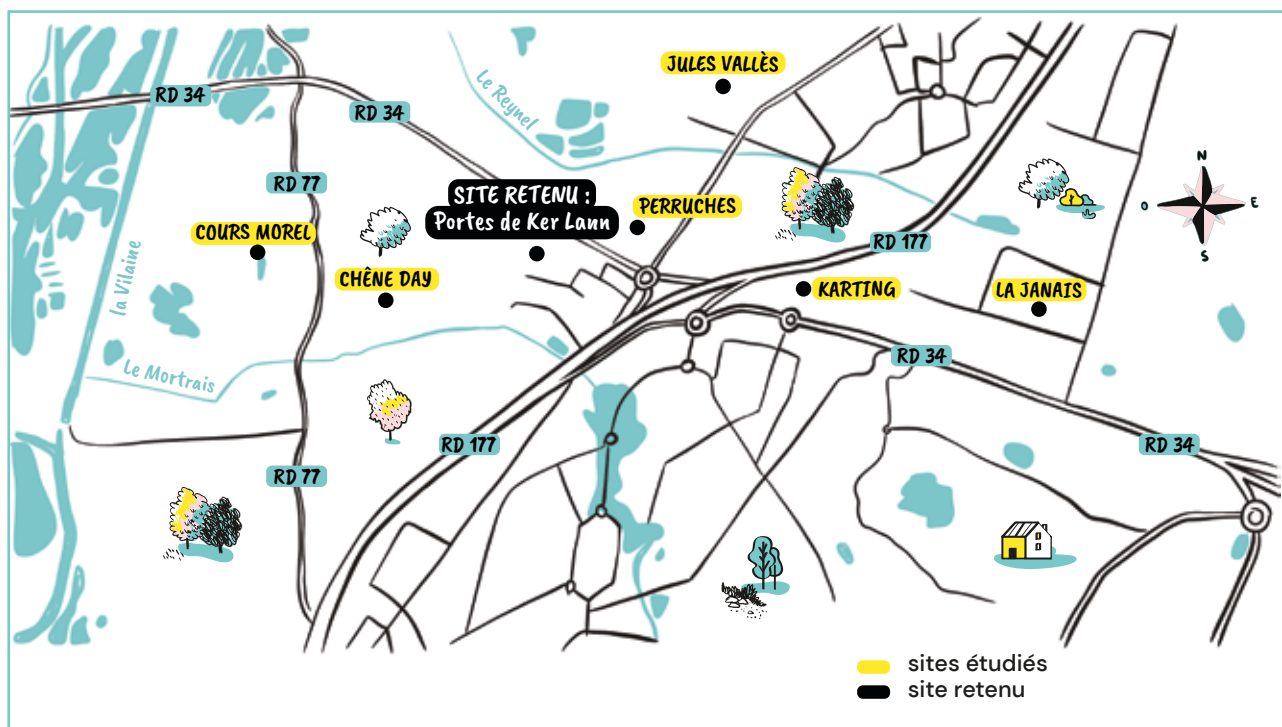 JULES VALLÈS
RD 34
RD 34
Le Reynel
N
O
E
S
RD 77
SITE RETENU :
Portes de Ker Lann
PERRUCHES
COURS MOREL
RD 177
CHÊNE DAY
KARTING
LA JANAIS
la Vilaine
Le Mortrais
RD 34
RD 177
RD 34
RD 77
sites étudiés
site retenu